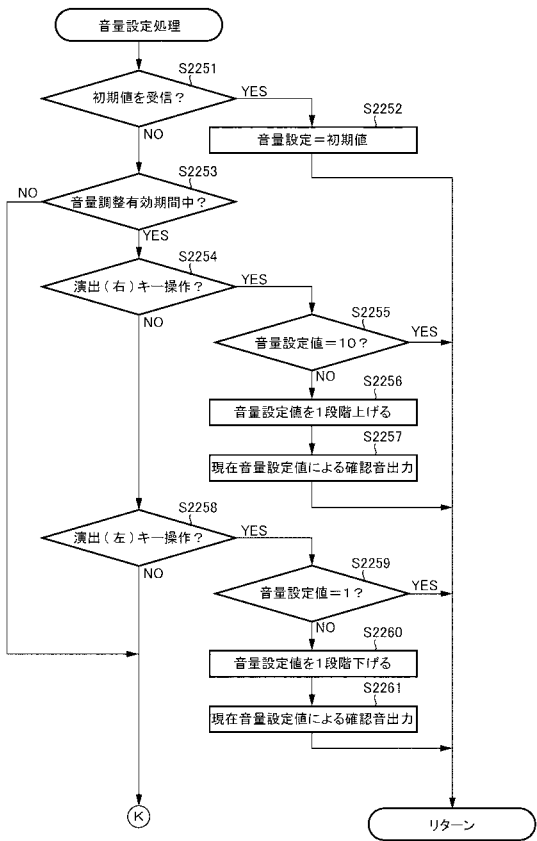 音量設定処理
S2251
初期値を受信？
YES
NO
S2252
音量設定＝初期値
S2253
音量調整有効期間中？
NO
YES
S2254
演出（右）キー操作？
YES
NO
S2255
音量設定値＝10？
YES
NO
S2256
音量設定値を1段階上げる
S2257
現在音量設定値による確認音出力
S2258
演出（左）キー操作？
YES
NO
S2259
音量設定値＝1？
YES
NO
S2260
音量設定値を1段階下げる
S2261
現在音量設定値による確認音出力
K
リターン